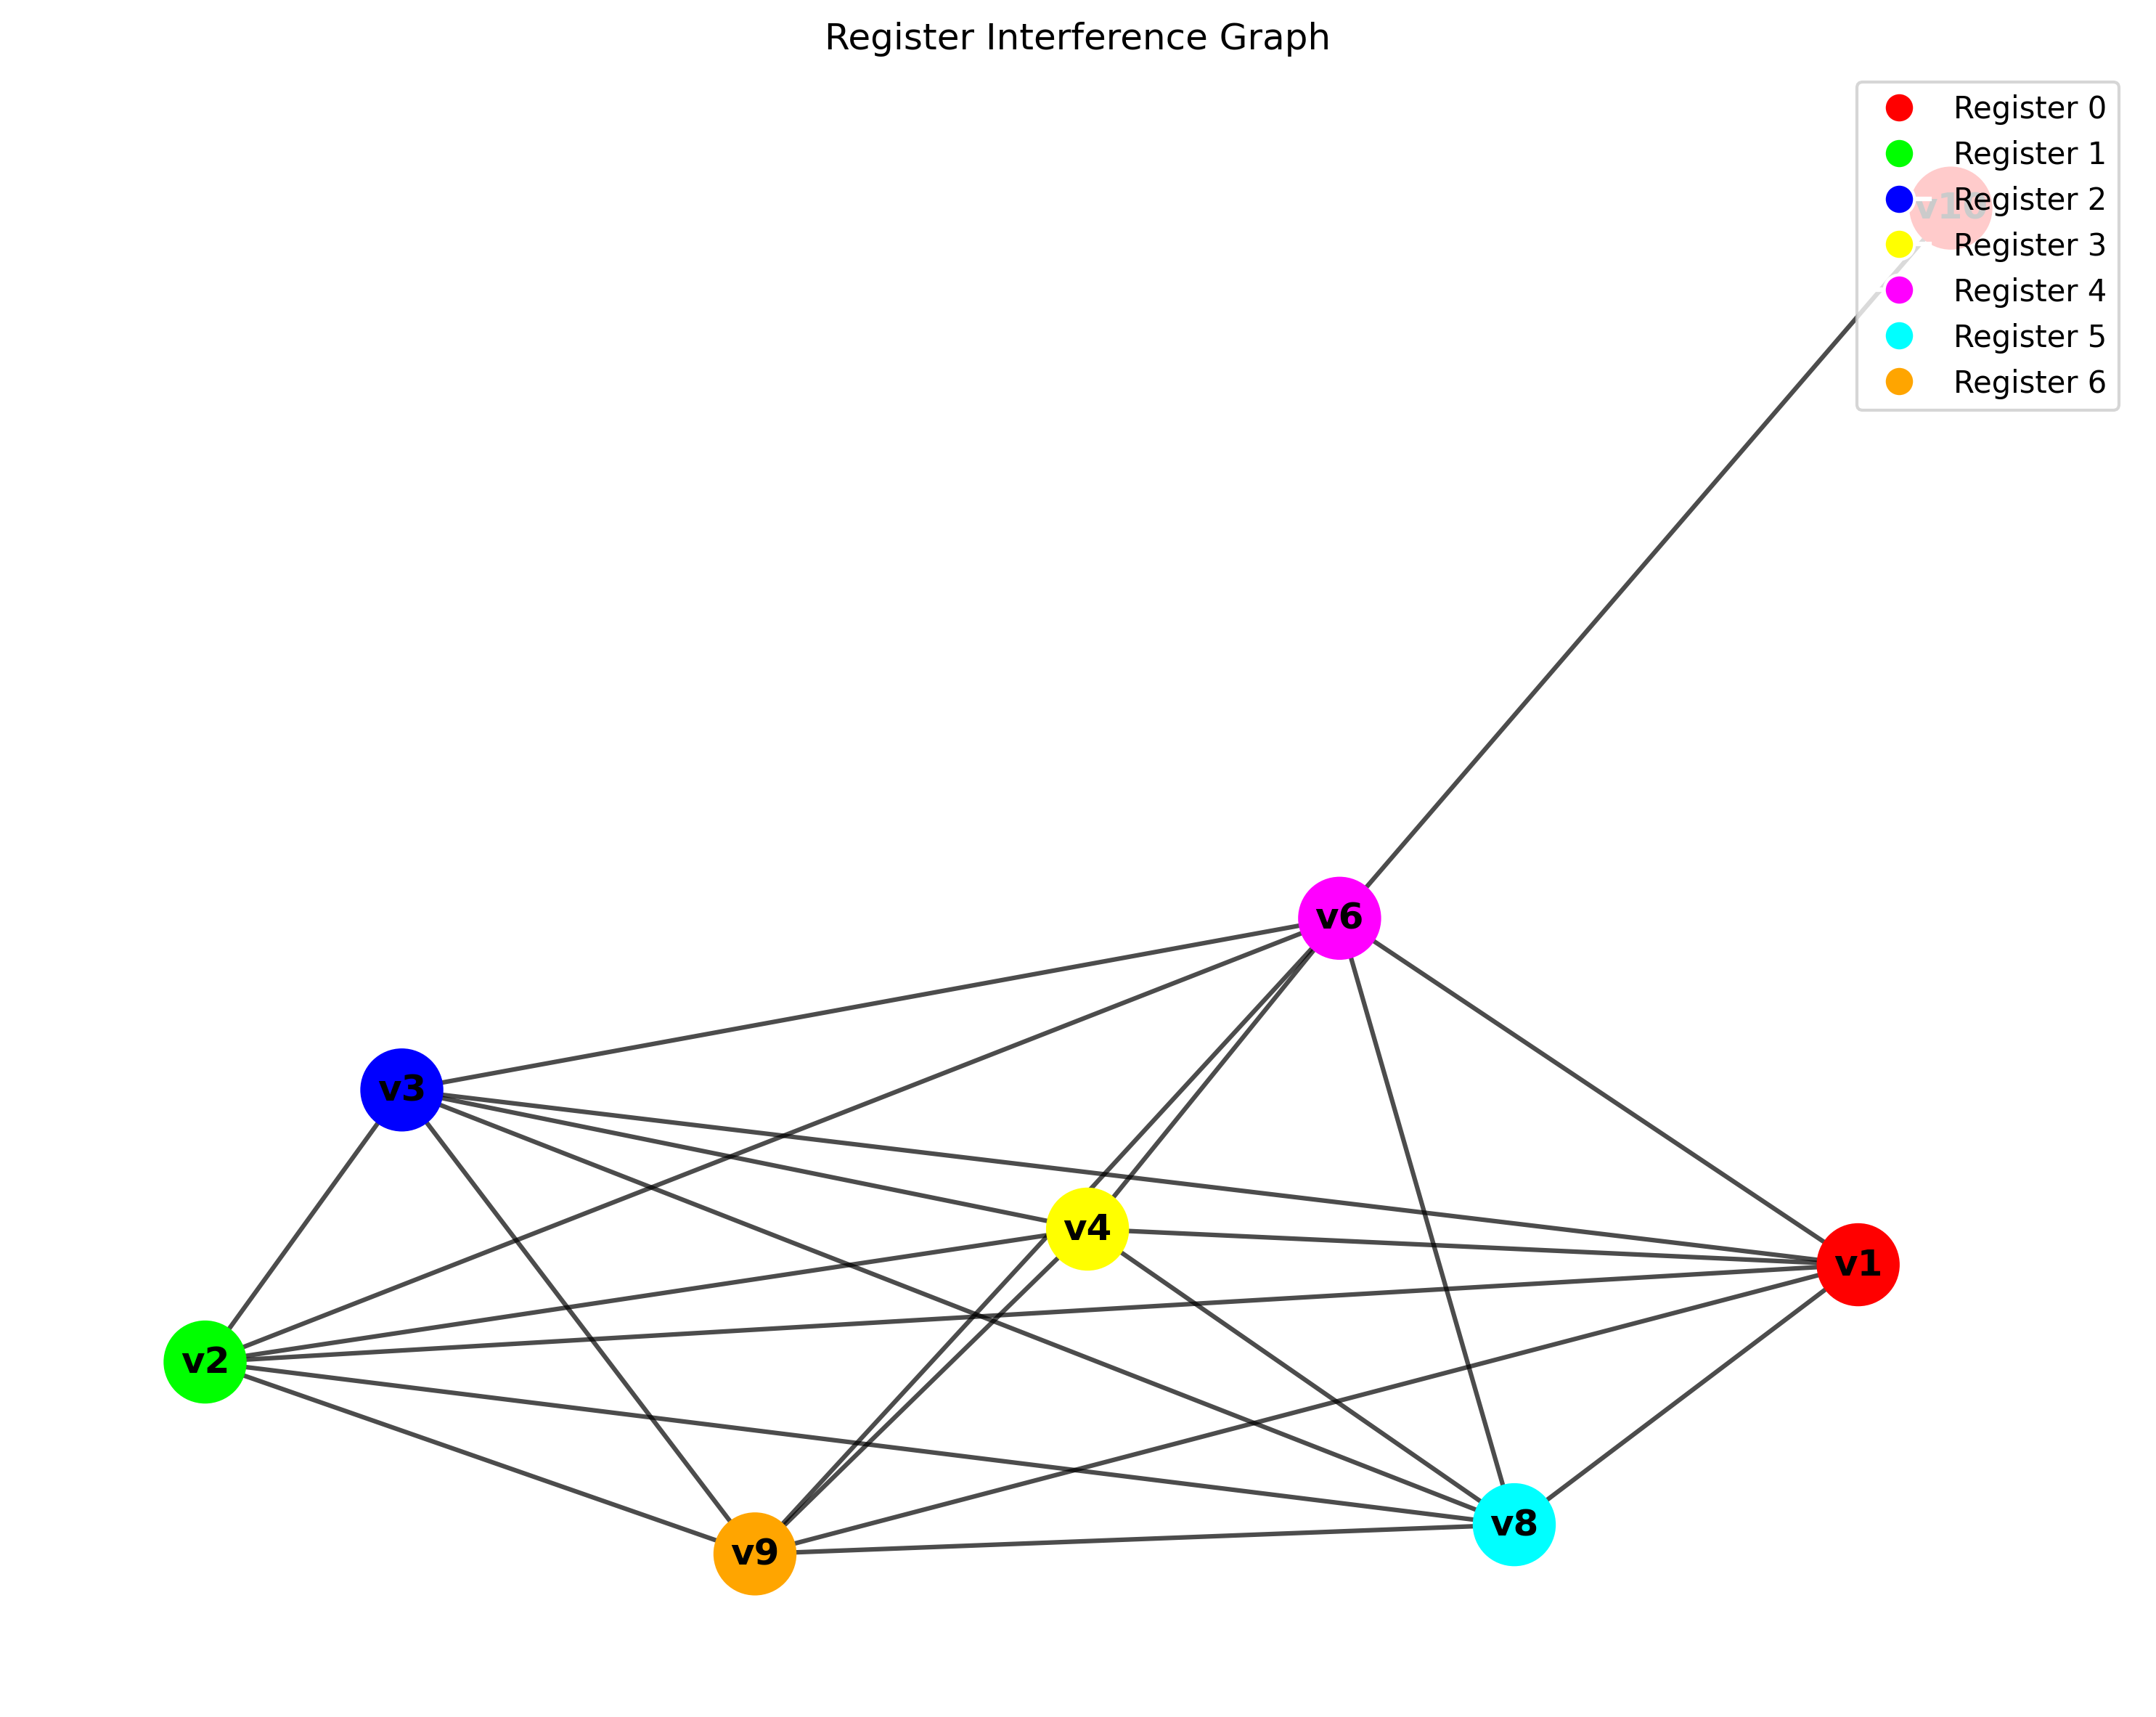 Register Interference Graph
Register 0
Register 1
Register 2
Register 3
Register 4
Register 5
Register 6
v10
v6
v3
v4
v1
v2
v8
v9